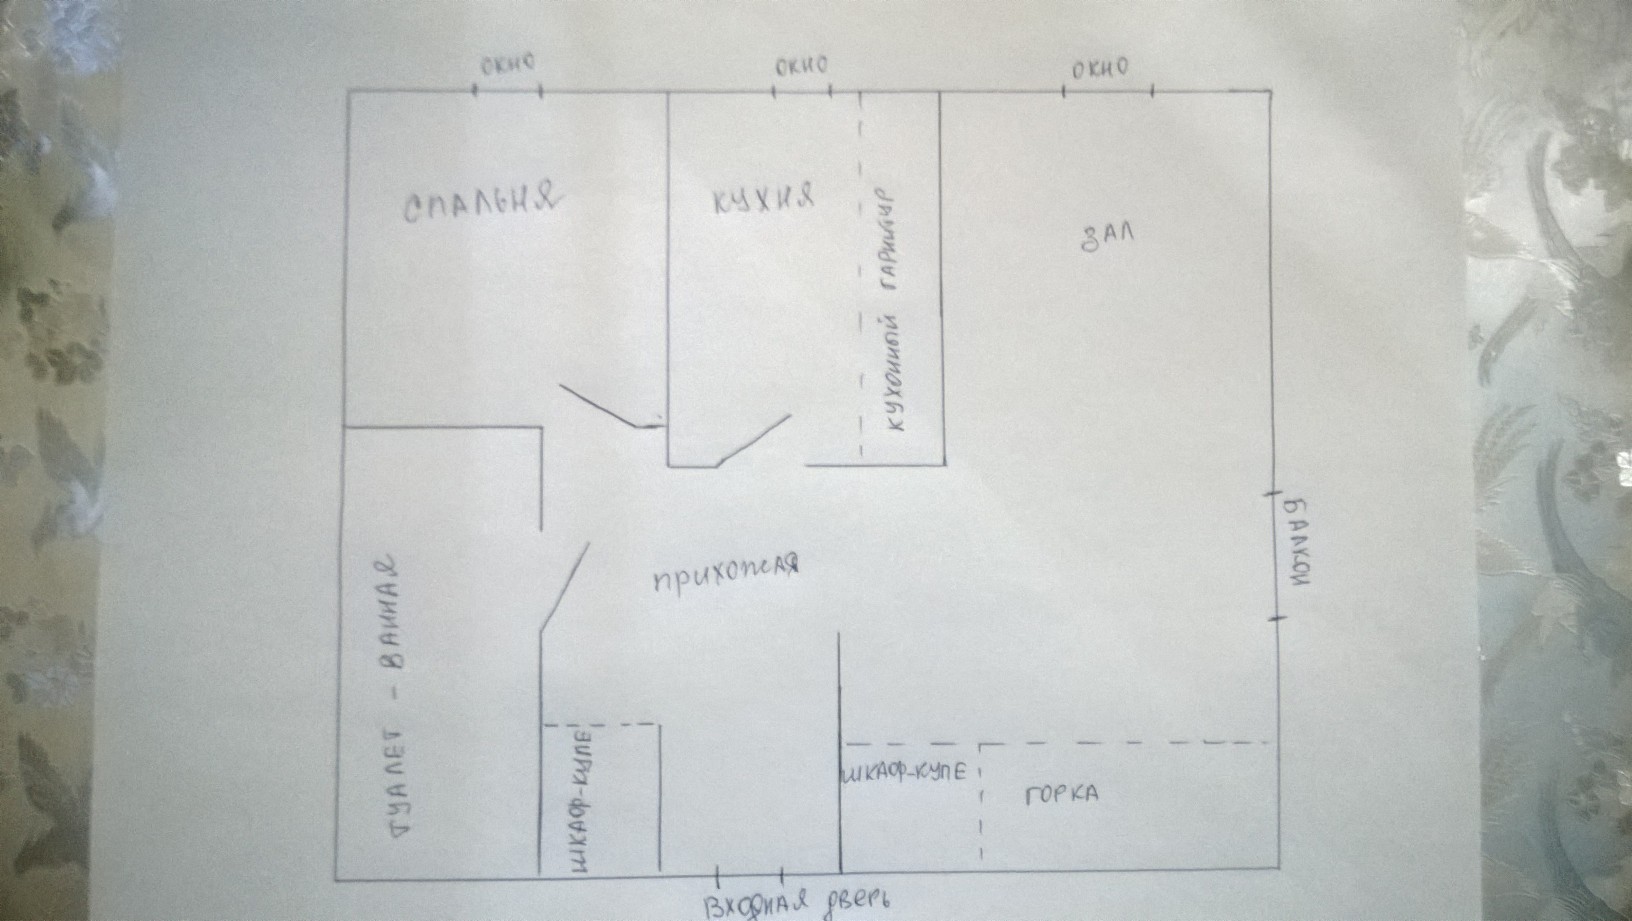 ОКНО
ОКНО
ОКНО
СПАЛЬНЯ
КУХНЯ
КУХОННЫЙ ГАРНИТУР
ЗАЛ
БАЛКОН
ПРИХОЖАЯ
ТУАЛЕТ - ВАННАЯ
ШКАФ-КУПЕ
ШКАФ-КУПЕ
ГОРКА
ВХОДНАЯ ДВЕРЬ